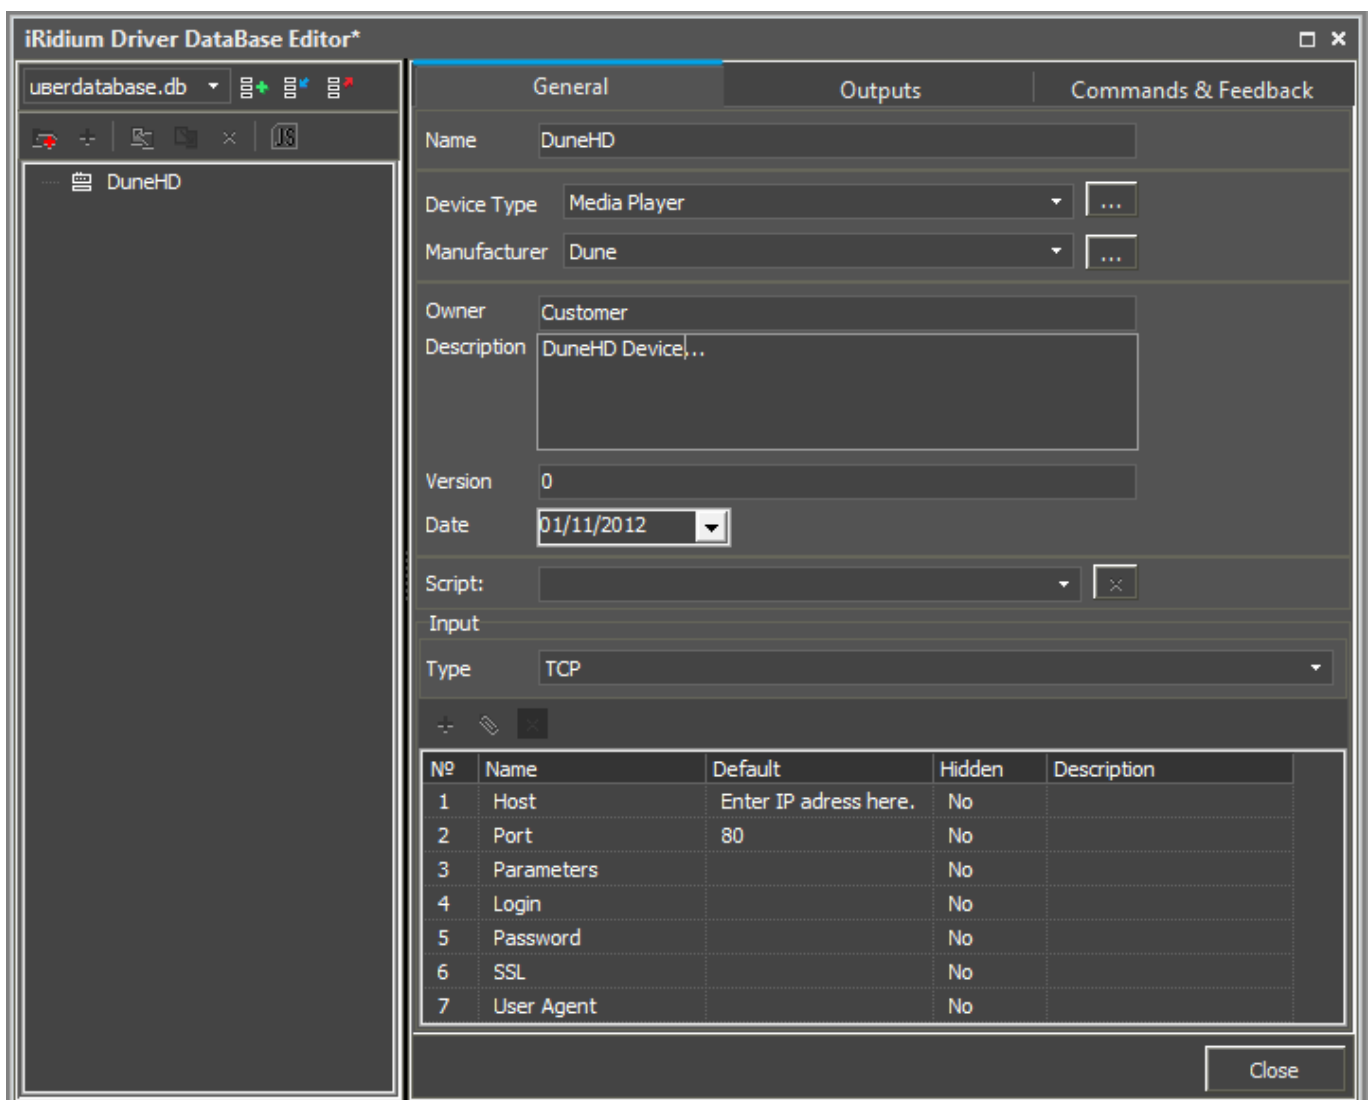 iRidium Driver DataBase Editor*
userdatabase.db
JS
DuneHD
General
Outputs
Commands & Feedback
Name
DuneHD
Device Type
Media Player
...
Manufacturer
Dune
...
Owner
Customer
Description
DuneHD Device...
Version
0
Date
01/11/2012
Script:
Input
Type
TCP
Nº Name Default Hidden Description
1 Host Enter IP adress here. No
2 Port 80 No
3 Parameters No
4 Login No
5 Password No
6 SSL No
7 User Agent No
Close